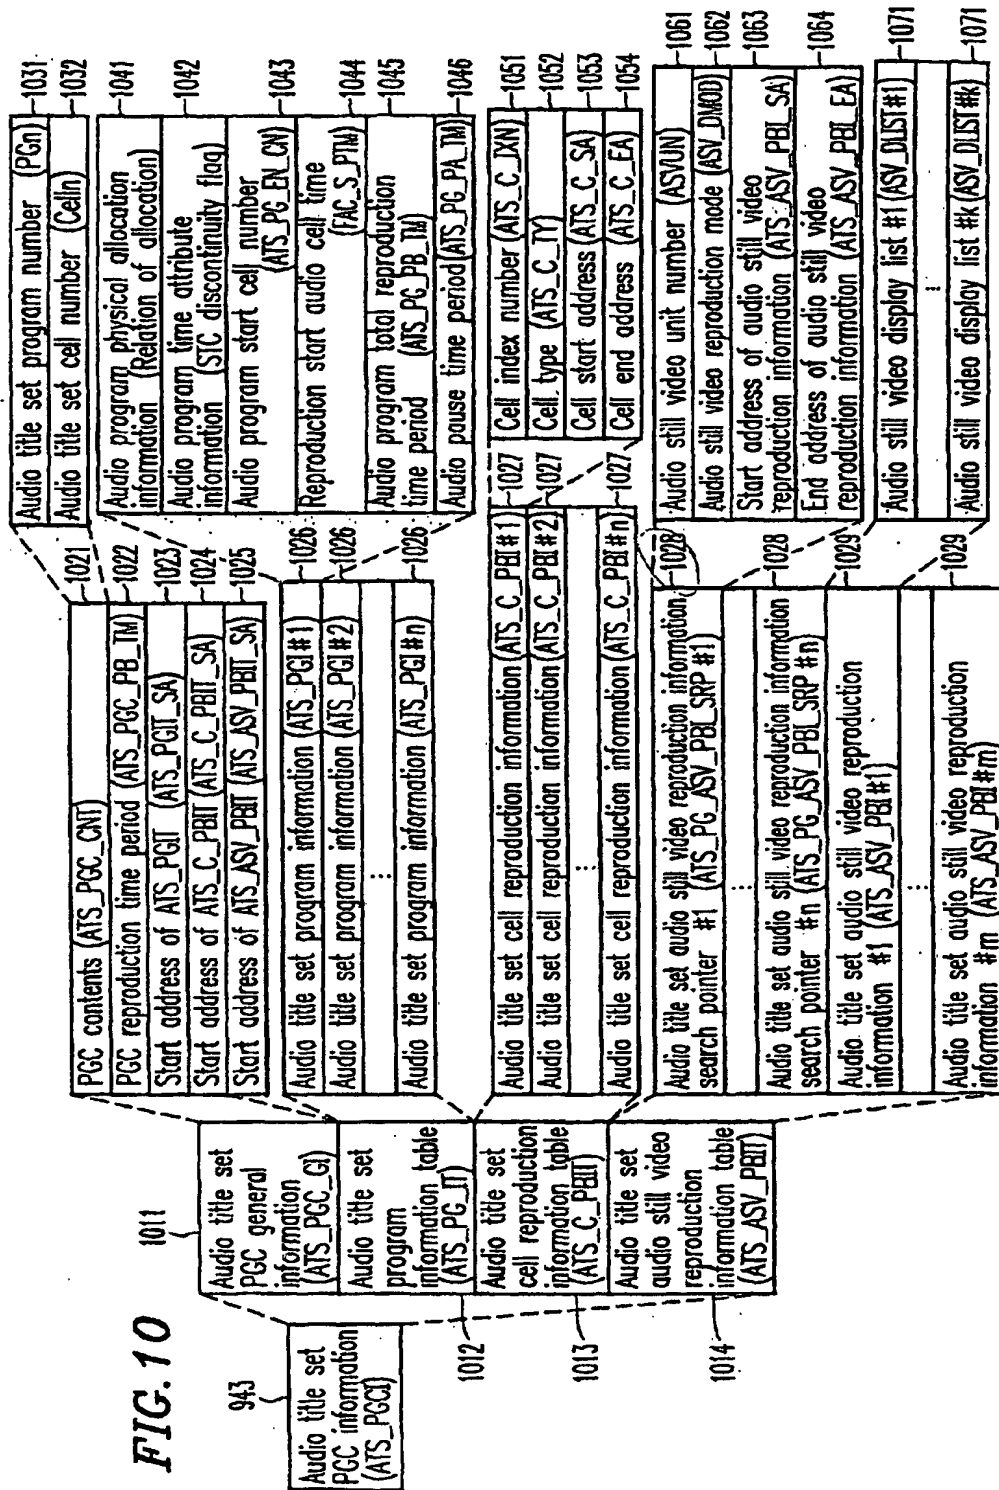 FIG. 10
943
Audio title set
PGC information
(ATS_PGCI)
1011
Audio title set
PGC general
information
(ATS_PGC_GI)
Audio title set
program
information table
(ATS_PG_IT)
1012
Audio title set
cell reproduction
information table
(ATS_C_PBIT)
1013
Audio title set
audio still video
reproduction
information table
(ATS_ASV_PBIT)
1014
PGC contents (ATS_PGC_CNT)
1021
PGC reproduction time period (ATS_PGC_PB_TM)
1022
Start address of ATS_PGIT (ATS_PGIT_SA)
1023
Start address of ATS_C_PBIT (ATS_C_PBIT_SA)
1024
Start address of ATS_ASV_PBIT (ATS_ASV_PBIT_SA)
1025
Audio title set program information (ATS_PGI#1)
1026
Audio title set program information (ATS_PGI#2)
1026
⋮
Audio title set program information (ATS_PGI#n)
1026
Audio title set cell reproduction information (ATS_C_PBI#1)
1027
Audio title set cell reproduction information (ATS_C_PBI#2)
1027
⋮
Audio title set cell reproduction information (ATS_C_PBI#n)
1027
Audio title set audio still video reproduction information
search pointer #1 (ATS_PG_ASV_PBI_SRP #1)
1028
⋮
Audio title set audio still video reproduction information
search pointer #n (ATS_PG_ASV_PBI_SRP #n)
1028
Audio title set audio still video reproduction
information #1 (ATS_ASV_PBI#1)
1029
⋮
Audio title set audio still video reproduction
information #m (ATS_ASV_PBI#m)
1029
Audio title set program number (PGn)
1031
Audio title set cell number (Celln)
1032
Audio program physical allocation
information (Relation of allocation)
1041
Audio program time attribute
information (STC discontinuity flag)
1042
Audio program start cell number
(ATS_PG_EN_CN)
1043
Reproduction start audio cell time
(FAC_S_PTM)
1044
Audio program total reproduction
time period (ATS_PG_PB_TM)
1045
Audio pause time period (ATS_PG_PA_TM)
1046
Cell index number (ATS_C_IXN)
1051
Cell. type (ATS_C_TY)
1052
Cell start address (ATS_C_SA)
1053
Cell end address (ATS_C_EA)
1054
Audio still video unit number (ASVUN)
1061
Audio still video reproduction mode (ASV_DMOD)
1062
Start address of audio still video
reproduction information (ATS_ASV_PBI_SA)
1063
End address of audio still video
reproduction information (ATS_ASV_PBI_EA)
1064
Audio still video display list #1 (ASV_DLIST#1)
1071
⋮
Audio still video display list #k (ASV_DLIST#k)
1071